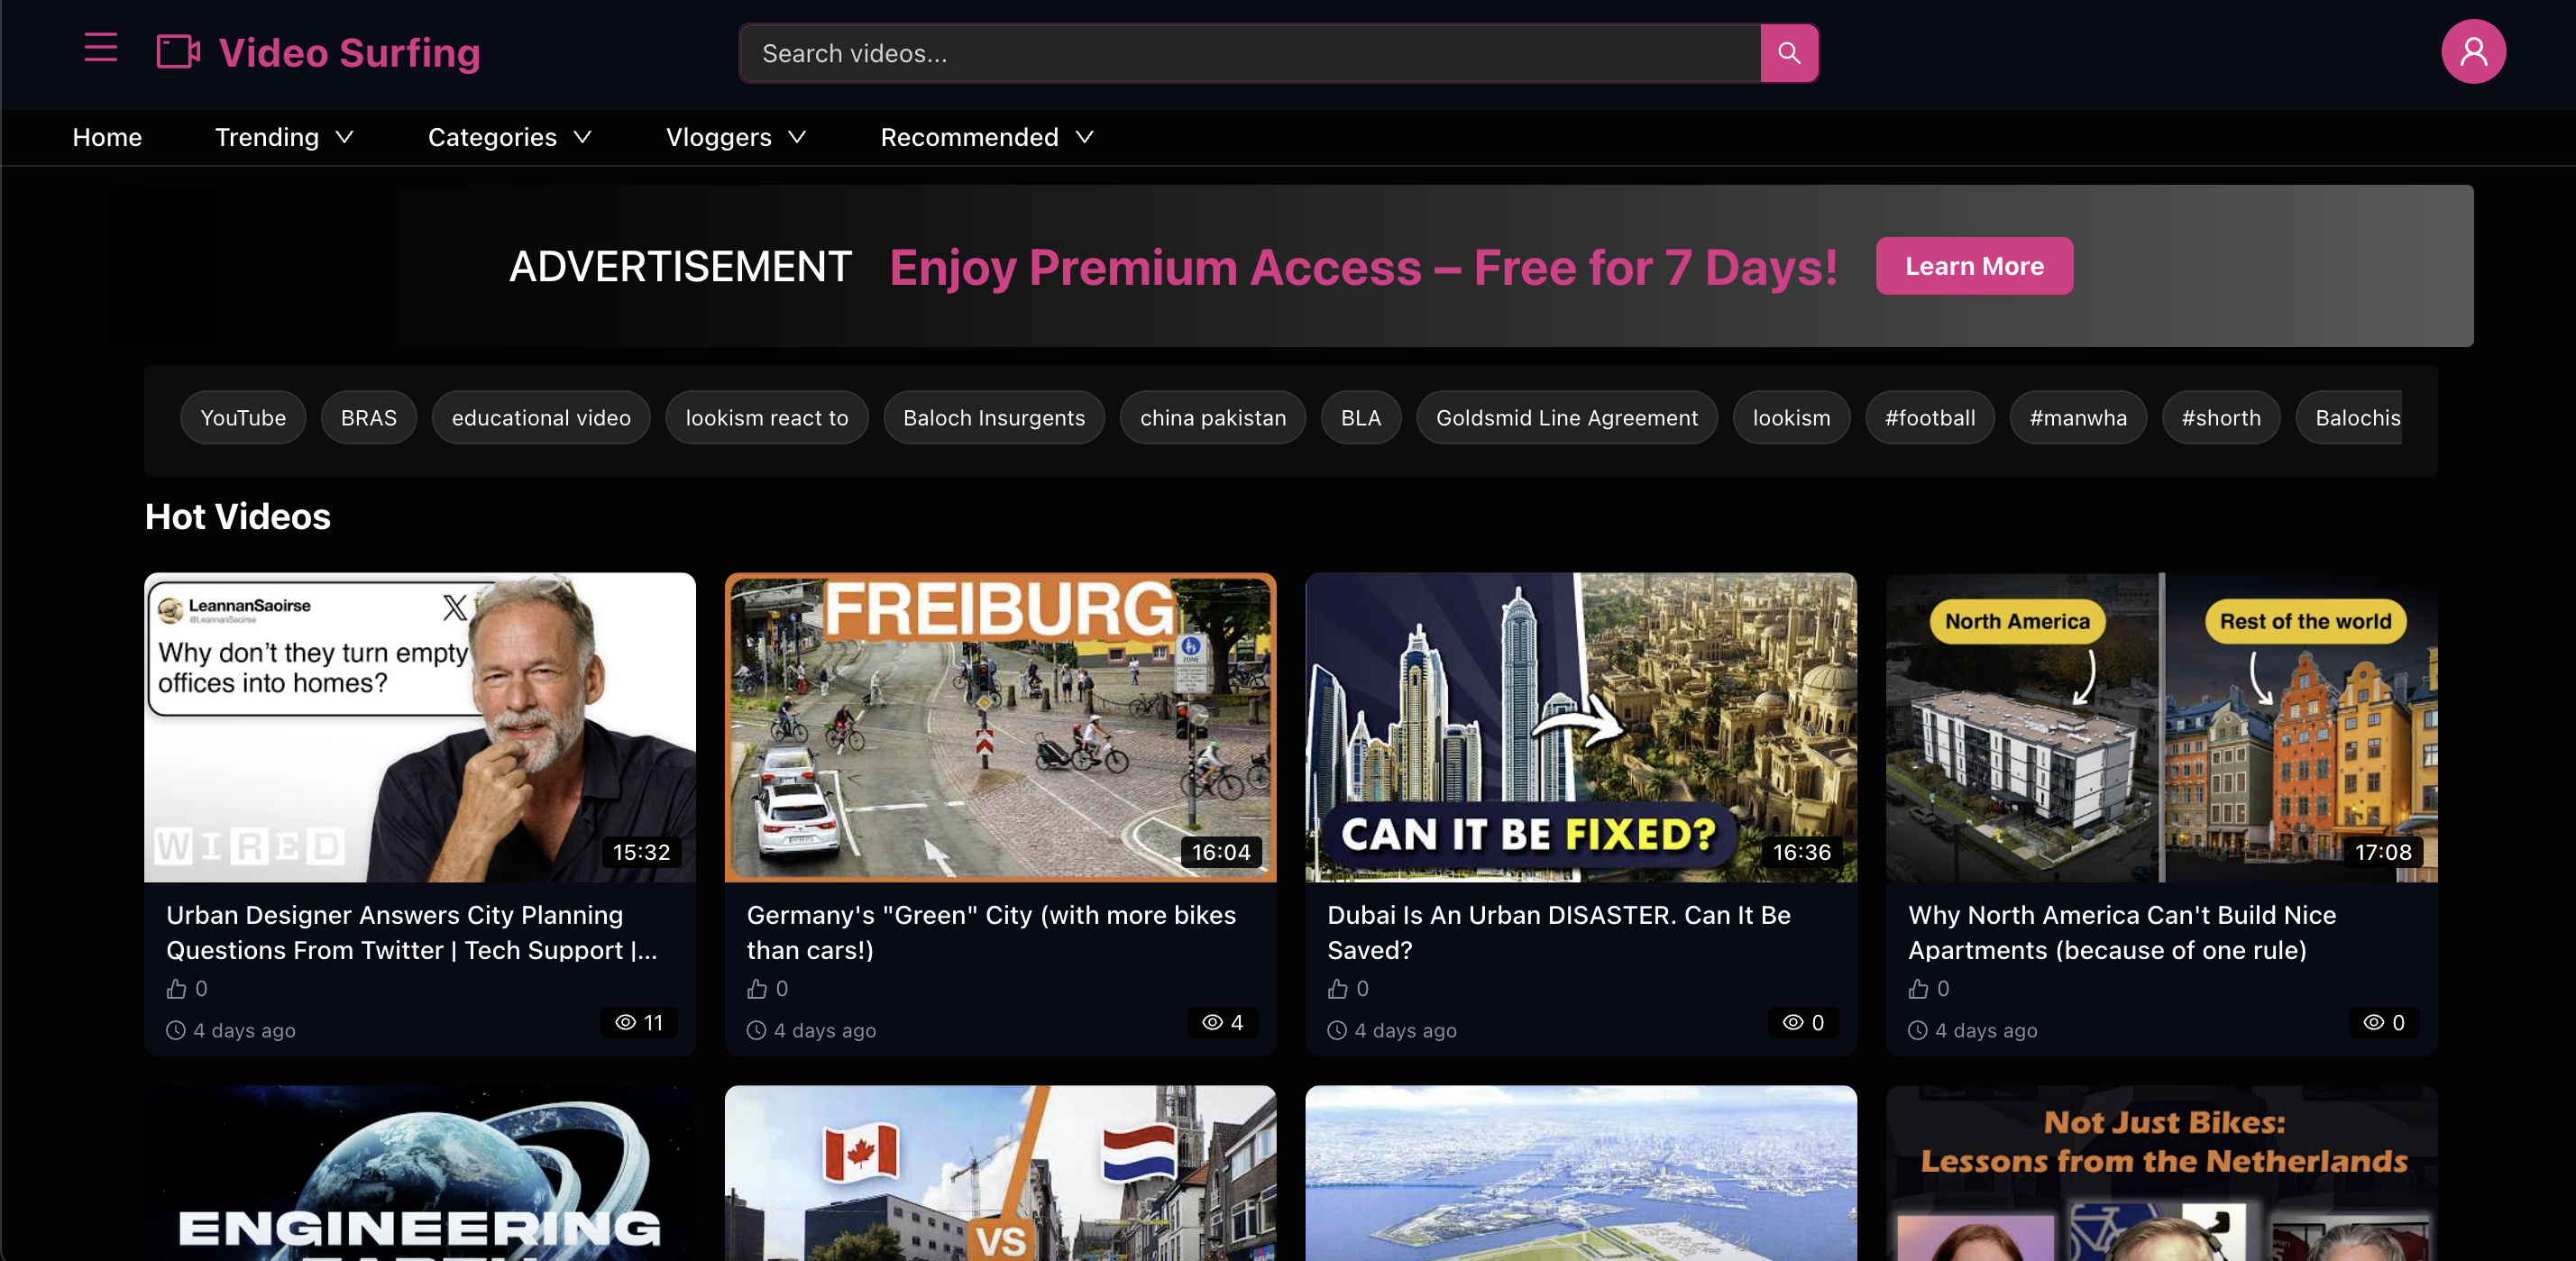 Video Surfing
Search videos...
Home Trending Categories Vloggers Recommended
ADVERTISEMENT Enjoy Premium Access – Free for 7 Days! Learn More
YouTube BRAS educational video lookism react to Baloch Insurgents china pakistan BLA Goldsmid Line Agreement lookism #football #manwha #shorth Balochis
Hot Videos
LeannanSaoirse
@LeannanSaoirse
Why don't they turn empty
offices into homes?
WIRED
15:32
Urban Designer Answers City Planning
Questions From Twitter | Tech Support |...
0
4 days ago
11
FREIBURG
ZONE
16:04
Germany's "Green" City (with more bikes
than cars!)
0
4 days ago
4
CAN IT BE FIXED?
16:36
Dubai Is An Urban DISASTER. Can It Be
Saved?
0
4 days ago
0
North America
Rest of the world
17:08
Why North America Can't Build Nice
Apartments (because of one rule)
0
4 days ago
0
ENGINEERING
VS
Not Just Bikes:
Lessons from the Netherlands